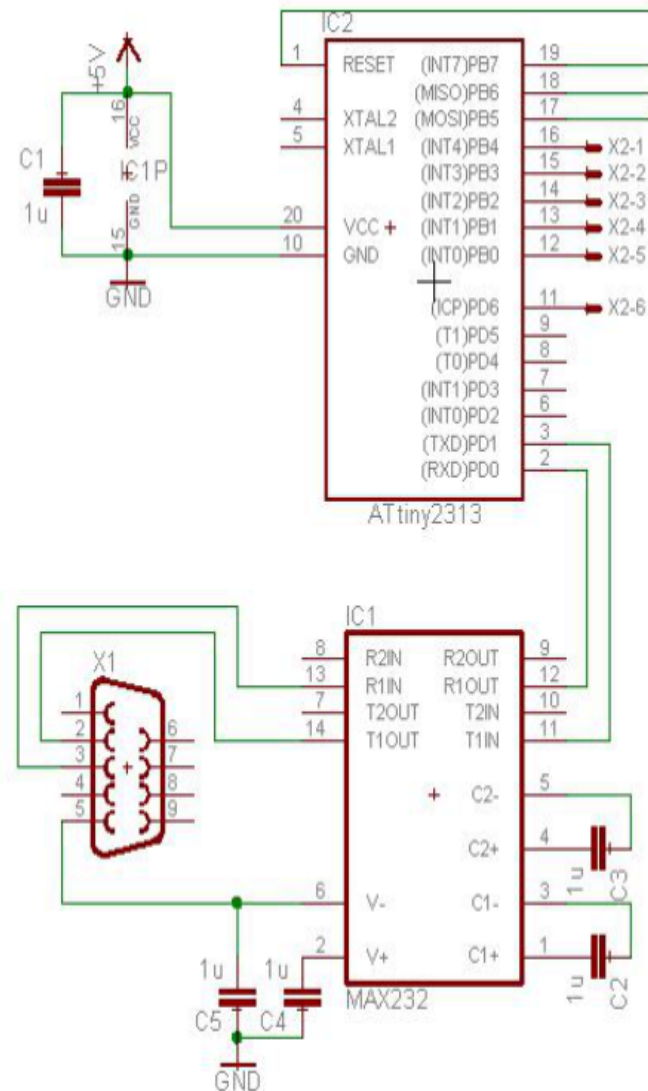 IC2
+5V
16
VCC
C1
1u
IC1P
GND
15
GND
1
RESET
(INT7)PB7
19
(MISO)PB6
18
4
XTAL2
(MOSI)PB5
17
5
XTAL1
(INT4)PB4
16
X2-1
(INT3)PB3
15
X2-2
(INT2)PB2
14
X2-3
20
VCC
(INT1)PB1
13
X2-4
10
GND
(INT0)PB0
12
X2-5
(ICP)PD6
11
X2-6
(T1)PD5
9
(T0)PD4
8
(INT1)PD3
7
(INT0)PD2
6
(TXD)PD1
3
(RXD)PD0
2
ATtiny2313
IC1
8
R2IN
R2OUT
9
13
R1IN
R1OUT
12
7
T2OUT
T2IN
10
14
T1OUT
T1IN
11
C2-
5
C2+
4
6
V-
C1-
3
2
V+
C1+
1
MAX232
X1
1
2
3
4
5
6
7
8
9
1u
C3
1u
C2
1u
C5
1u
C4
GND